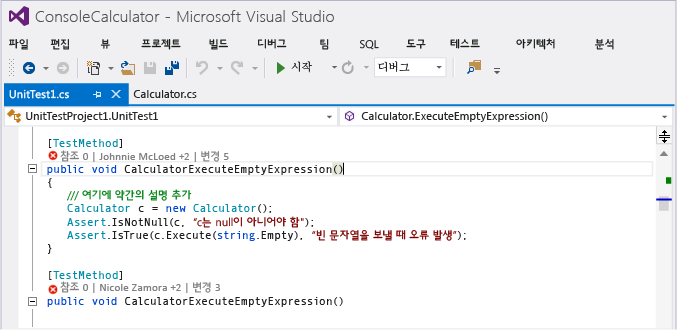 ConsoleCalculator - Microsoft Visual Studio
파일 편집 뷰 프로젝트 빌드 디버그 팀 SQL 도구 테스트 아키텍처 분석
시작 디버그
UnitTest1.cs Calculator.cs
UnitTestProject1.UnitTest1 Calculator.ExecuteEmptyExpression()
[TestMethod]
참조 0 | Johnnie McLoed +2 | 변경 5
public void CalculatorExecuteEmptyExpression()
{
/// 여기에 약간의 설명 추가
Calculator c = new Calculator();
Assert.IsNotNull(c, "c는 null이 아니어야 함");
Assert.IsTrue(c.Execute(string.Empty), "빈 문자열을 보낼 때 오류 발생");
}
[TestMethod]
참조 0 | Nicole Zamora +2 | 변경 3
public void CalculatorExecuteEmptyExpression()